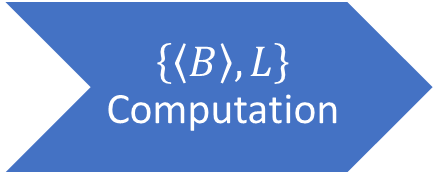 {⟨B⟩, L}
Computation